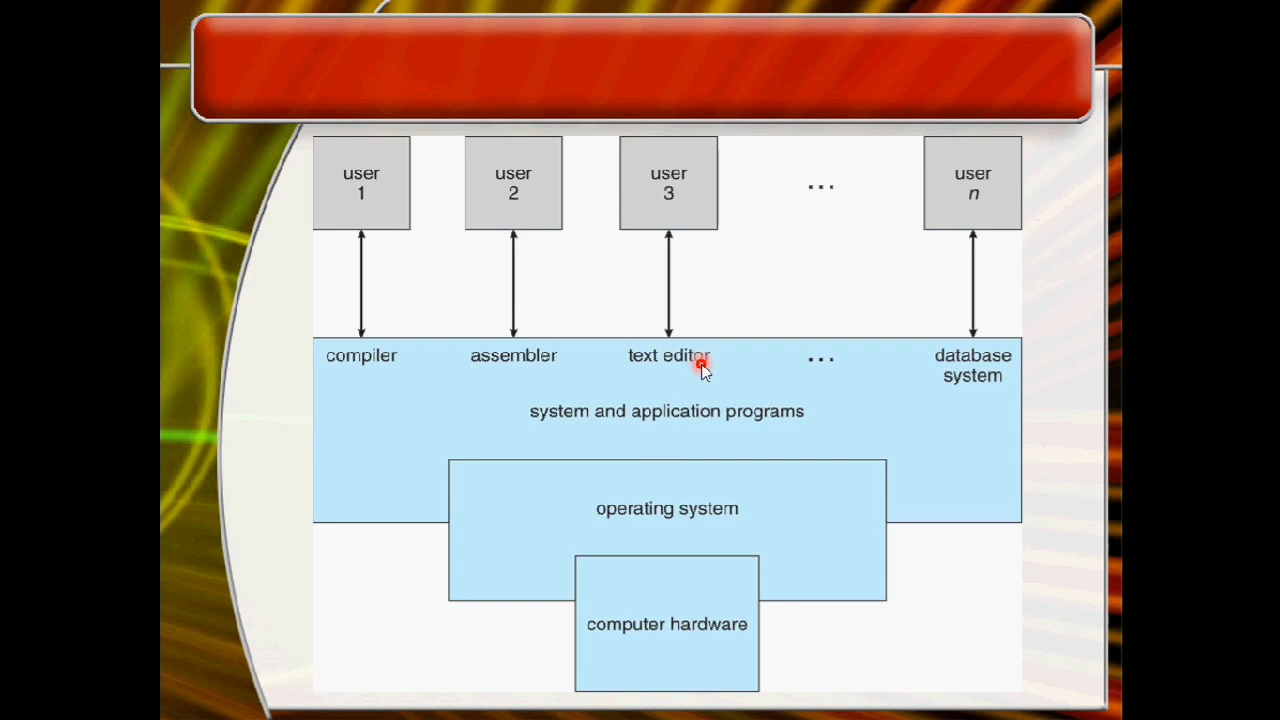 user
1
user
2
user
3
...
user
n
compiler
assembler
text editor
...
database
system
system and application programs
operating system
computer hardware